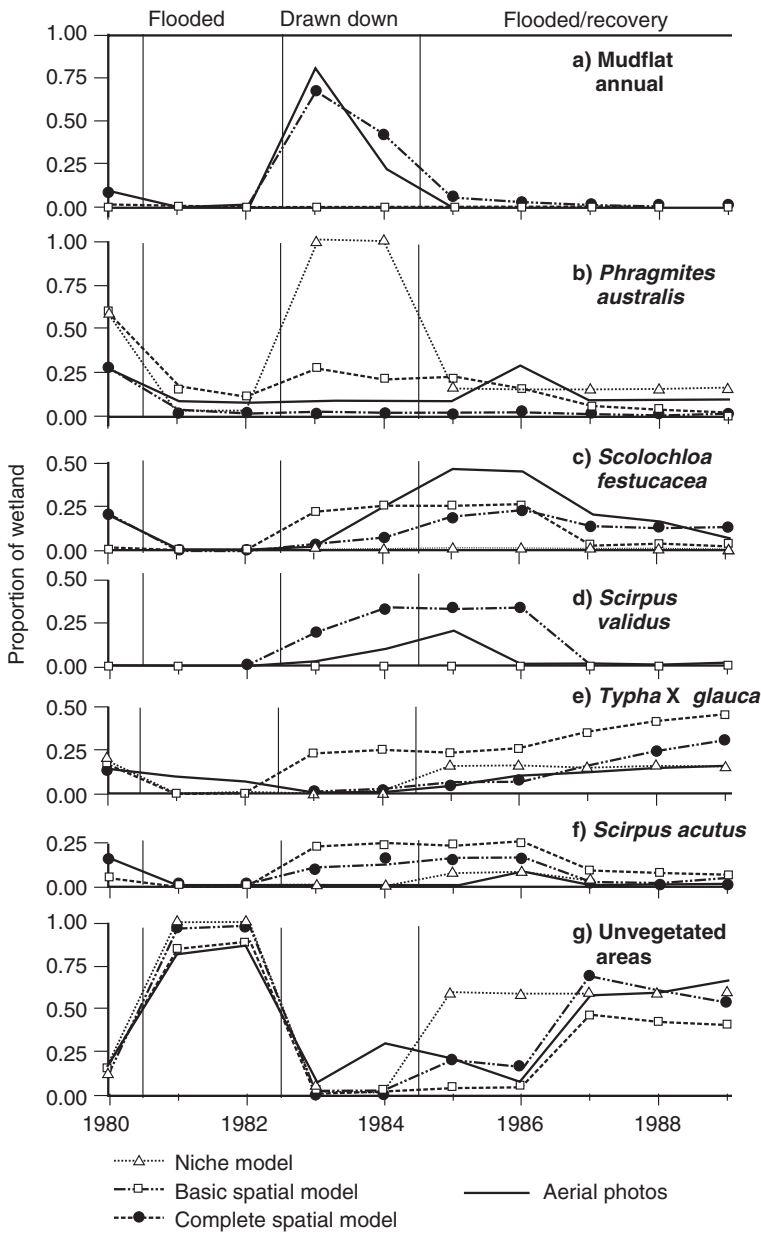 Flooded
Drawn down
Flooded/recovery
1.00
0.75
0.50
0.25
0.00
a) Mudflat
annual
1.00
0.75
0.50
0.25
0.00
b) Phragmites
australis
0.50
0.25
0.00
c) Scolochloa
festucacea
0.50
0.25
0.00
d) Scirpus
validus
0.50
0.25
0.00
e) Typha X glauca
0.25
0.00
f) Scirpus acutus
1.00
0.75
0.50
0.25
0.00
g) Unvegetated
areas
Proportion of wetland
1980
1982
1984
1986
1988
Niche model
Basic spatial model
Complete spatial model
Aerial photos